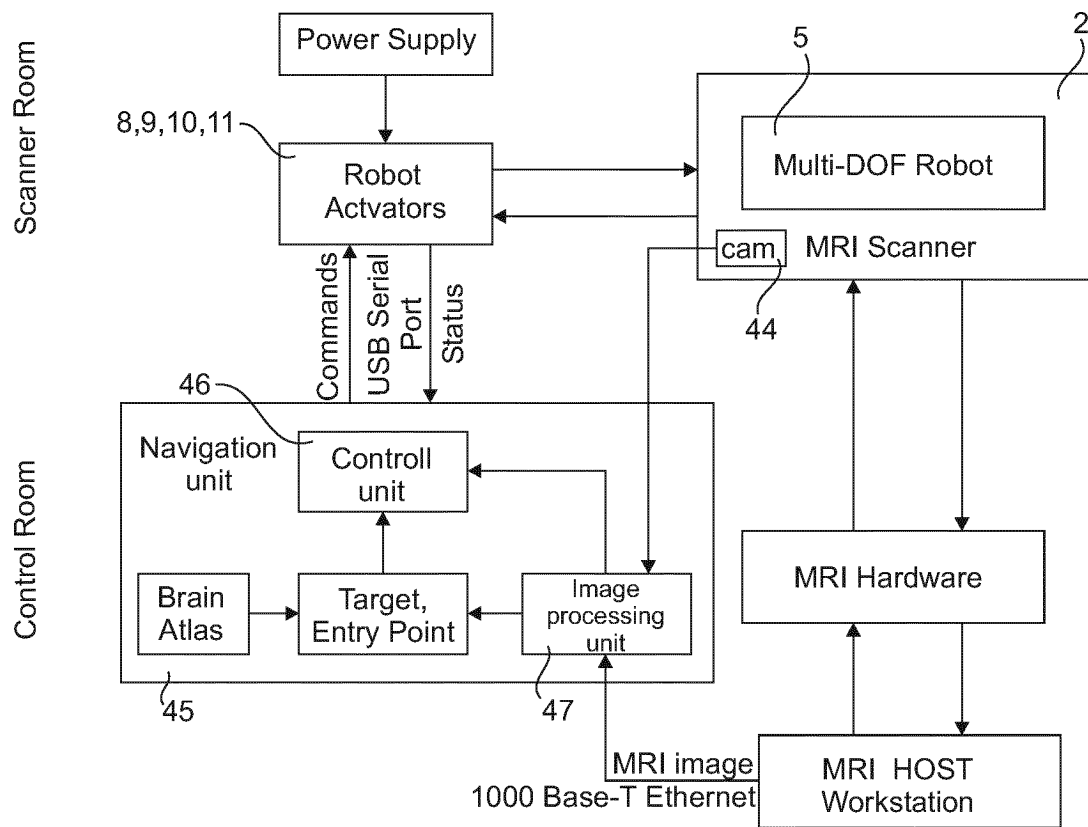 Scanner Room
Power Supply
5
2
8,9,10,11
Robot
Actvators
Multi-DOF Robot
cam
MRI Scanner
44
Commands
USB Serial
Port
Status
46
Control Room
Navigation
unit
Controll
unit
Brain
Atlas
Target,
Entry Point
Image
processing
unit
MRI Hardware
45
47
MRI image
1000 Base-T Ethernet
MRI HOST
Workstation